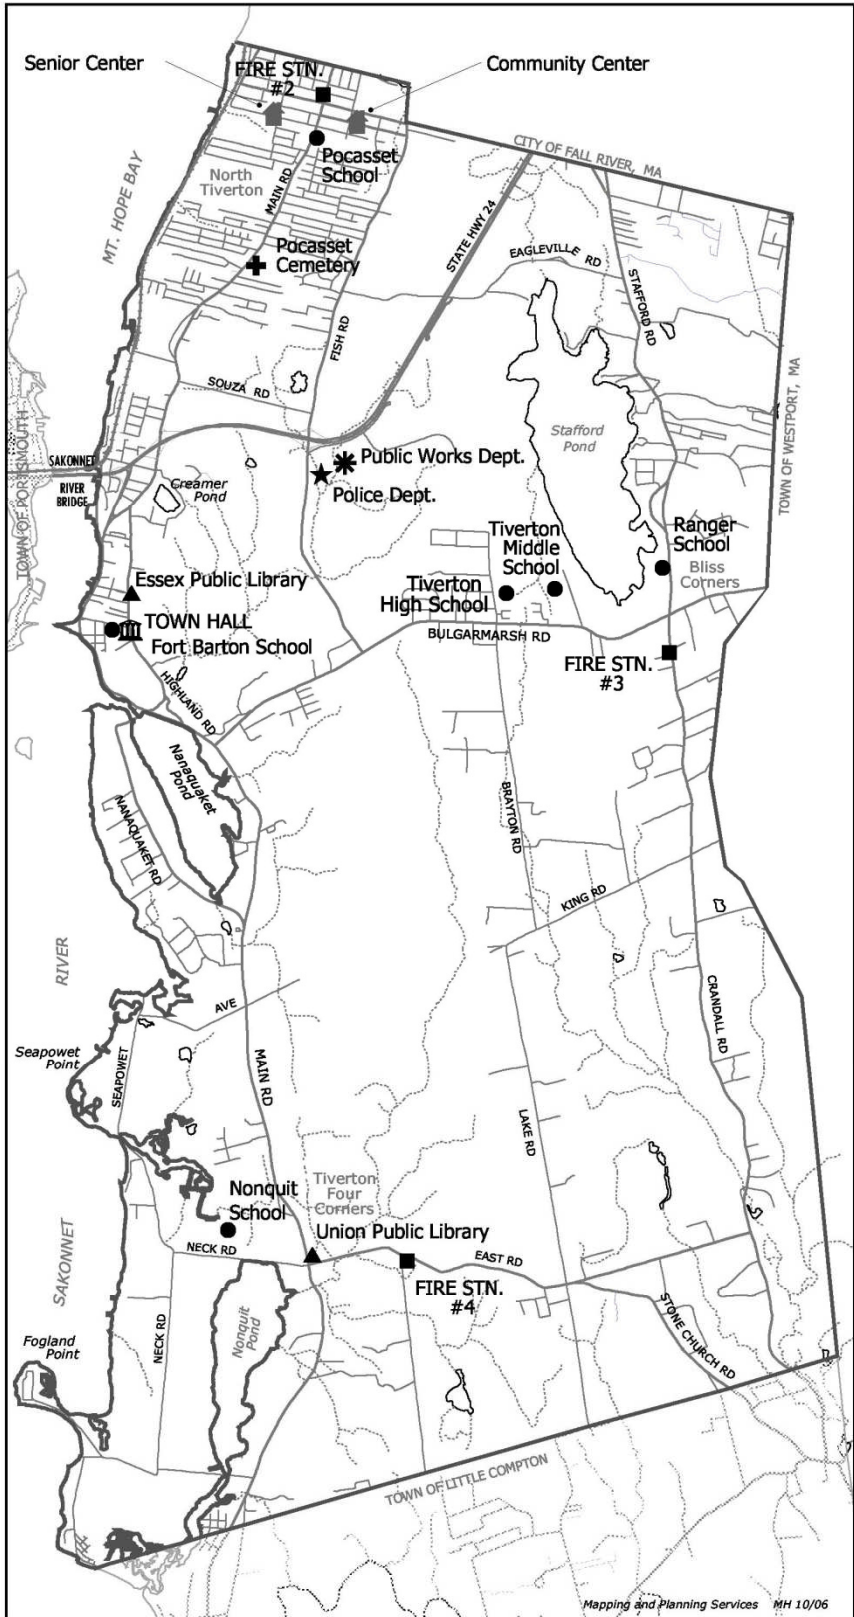 Senior Center
FIRE STN.
#2
Community Center
CITY OF FALL RIVER, MA
Pocasset
School
North
Tiverton
MAIN RD
MT. HOPE BAY
STATE HWY 24
EAGLEVILLE RD
STAFFORD RD
Pocasset
Cemetery
FISH RD
SOUZA RD
TOWN OF WESTPORT, MA
Stafford
Pond
TOWN OF PORTSMOUTH
SAKONNET
RIVER
BRIDGE
Public Works Dept.
Police Dept.
Creamer
Pond
Tiverton
Middle
School
Ranger
School
Bliss
Corners
Essex Public Library
Tiverton
High School
TOWN HALL
Fort Barton School
BULGARMARSH RD
FIRE STN.
#3
HIGHLAND RD
Nanaquaket
Pond
NANAQUAKET RD
BRAYTON RD
KING RD
RIVER
AVE
CRANDALL RD
Seapowet
Point
SEAPOWET
MAIN RD
LAKE RD
Nonquit
School
Tiverton
Four
Corners
Union Public Library
NECK RD
EAST RD
FIRE STN.
#4
SAKONNET
NECK RD
Nonquit
Pond
STONE CHURCH RD
Fogland
Point
TOWN OF LITTLE COMPTON
Mapping and Planning Services MH 10/06